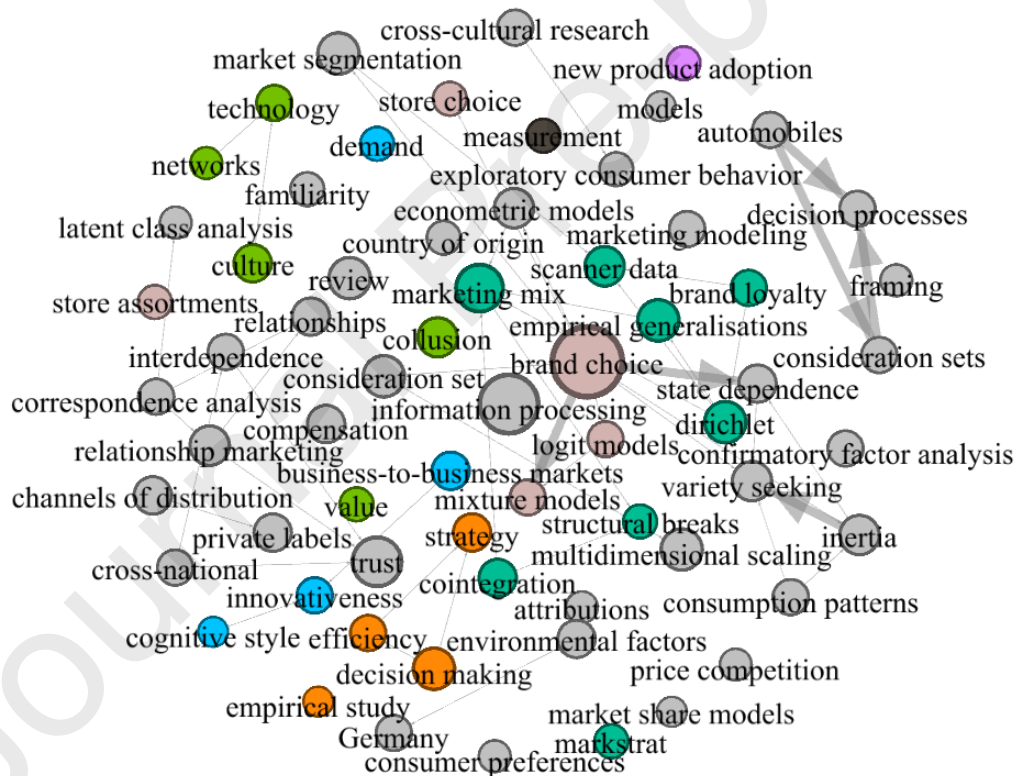 cross-cultural research
market segmentation
new product adoption
technology
store choice
models
measurement
automobiles
demand
networks
exploratory consumer behavior
familiarity
econometric models
decision processes
latent class analysis
country of origin
marketing modeling
culture
scanner data
review
marketing mix
brand loyalty
framing
store assortments
relationships
empirical generalisations
collusion
interdependence
brand choice
consideration sets
consideration set
state dependence
correspondence analysis
information processing
dirichlet
compensation
logit models
relationship marketing
confirmatory factor analysis
business-to-business markets
variety seeking
channels of distribution
value
mixture models
structural breaks
private labels
strategy
inertia
multidimensional scaling
trust
cross-national
cointegration
innovativeness
attributions
consumption patterns
cognitive style
efficiency
environmental factors
decision making
price competition
empirical study
market share models
Germany
markstrat
consumer preferences
Journal Pre-p